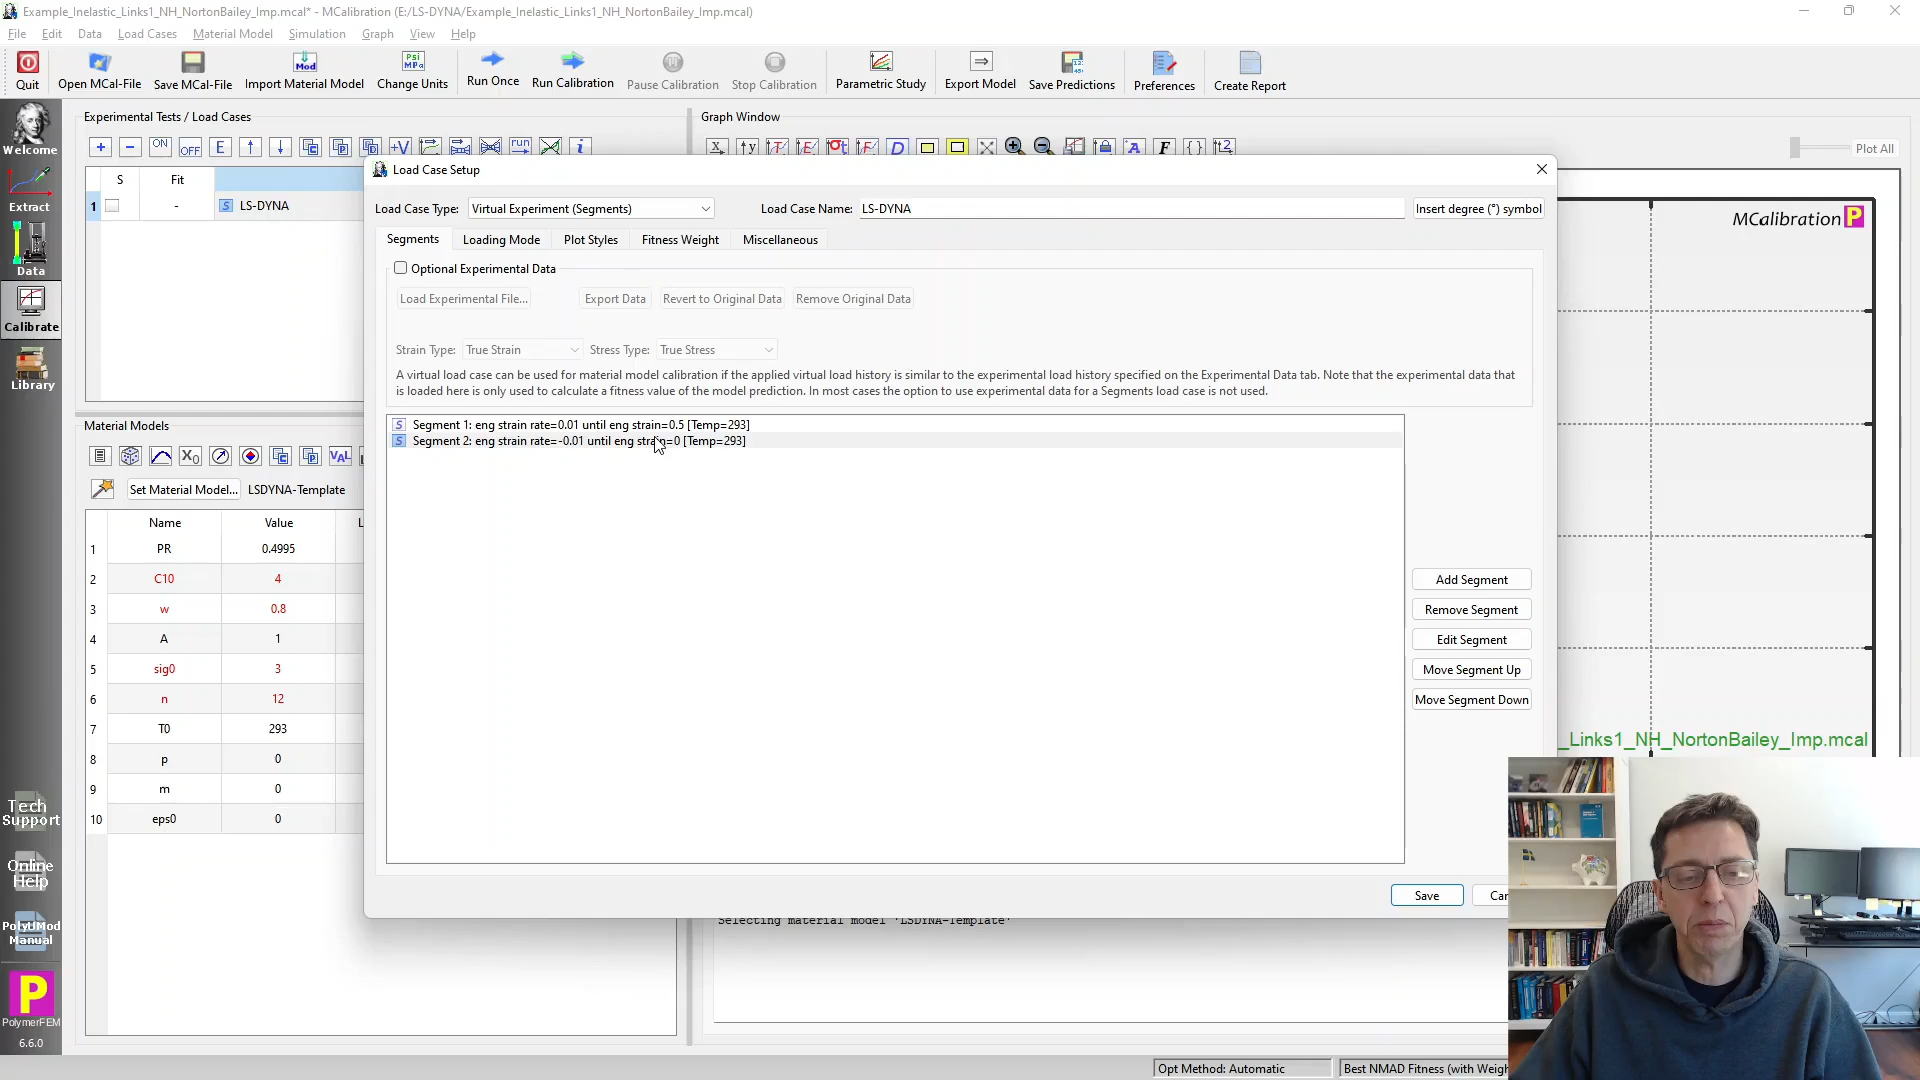 Example_Inelastic_Links1_NH_NortonBailey_Imp.mcal* - MCalibration (E:/LS-DYNA/Example_Inelastic_Links1_NH_NortonBailey_Imp.mcal)
File Edit Data Load Cases Material Model Simulation Graph View Help
Quit Open MCal-File Save MCal-File Import Material Model Change Units Run Once Run Calibration Pause Calibration Stop Calibration Parametric Study Export Model Save Predictions Preferences Create Report
Welcome
Extract
Data
Calibrate
Library
Tech Support
Online Help
PolyUMod Manual
PolymerFEM
6.6.0
Experimental Tests / Load Cases
ON OFF E +V run i
S Fit
1 - S LS-DYNA
Graph Window
Plot All
MCalibration P
_Links1_NH_NortonBailey_Imp.mcal
Load Case Setup
Load Case Type: Virtual Experiment (Segments) Load Case Name: LS-DYNA Insert degree (°) symbol
Segments Loading Mode Plot Styles Fitness Weight Miscellaneous
Optional Experimental Data
Load Experimental File... Export Data Revert to Original Data Remove Original Data
Strain Type: True Strain Stress Type: True Stress
A virtual load case can be used for material model calibration if the applied virtual load history is similar to the experimental load history specified on the Experimental Data tab. Note that the experimental data that
is loaded here is only used to calculate a fitness value of the model prediction. In most cases the option to use experimental data for a Segments load case is not used.
S Segment 1: eng strain rate=0.01 until eng strain=0.5 [Temp=293]
S Segment 2: eng strain rate=-0.01 until eng strain=0 [Temp=293]
Add Segment
Remove Segment
Edit Segment
Move Segment Up
Move Segment Down
Save
Material Models
Set Material Model... LSDYNA-Template
Name Value
1 PR 0.4995
2 C10 4
3 w 0.8
4 A 1
5 sig0 3
6 n 12
7 T0 293
8 p 0
9 m 0
10 eps0 0
Selecting material model 'LSDYNA-Template'
Opt Method: Automatic Best NMAD Fitness (with Weigh